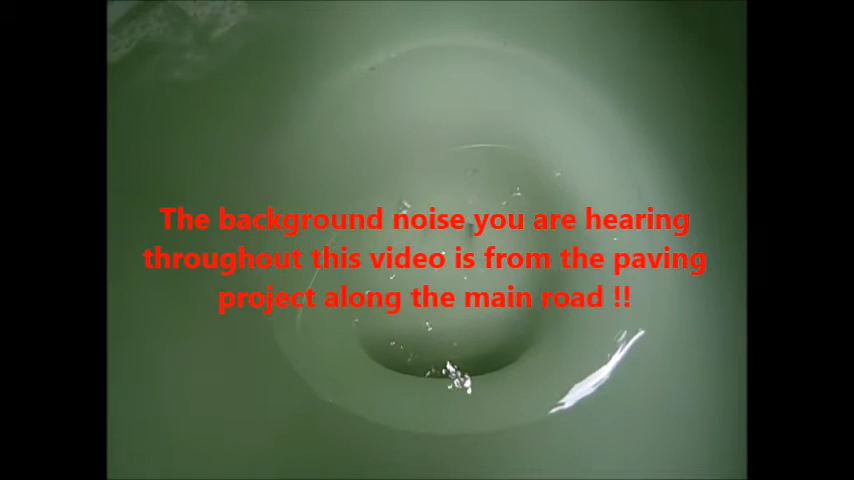 The background noise you are hearing
throughout this video is from the paving
project along the main road !!